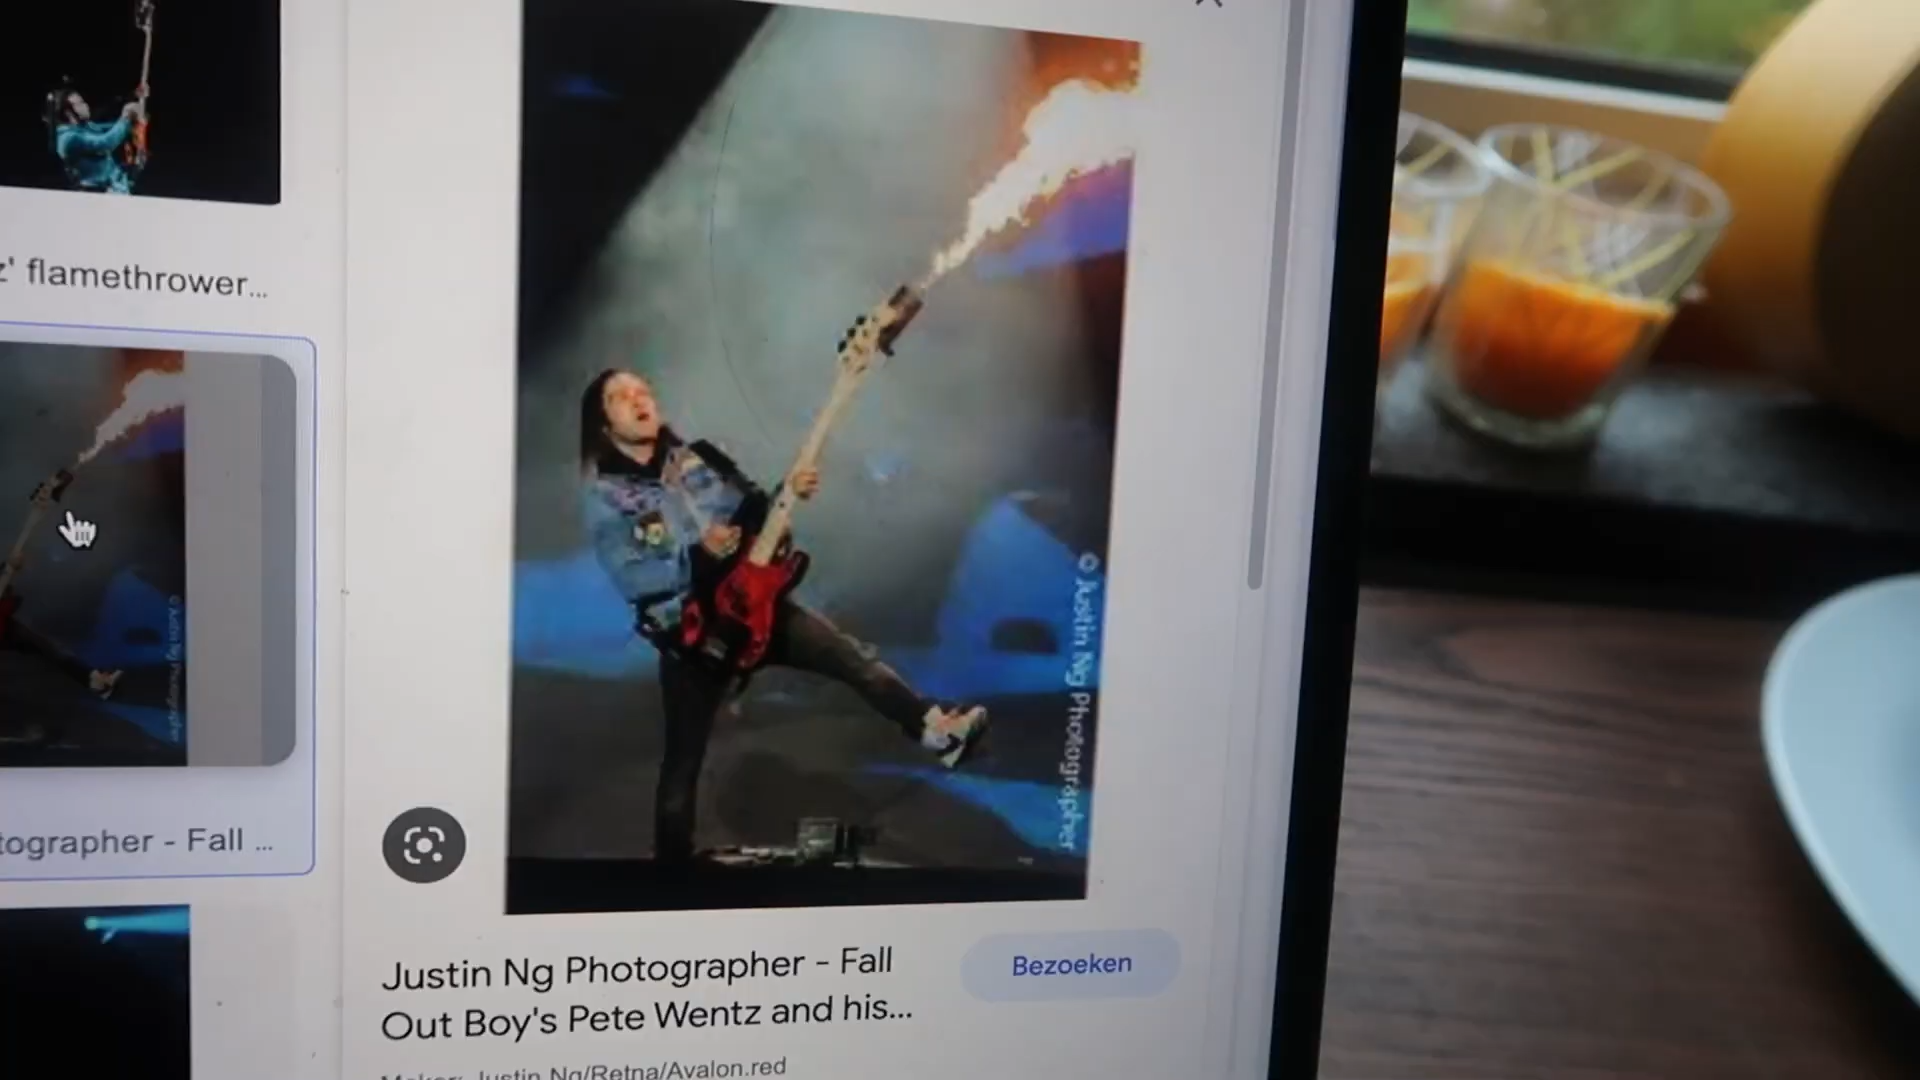 z' flamethrower...
tographer - Fall ...
© Justin Ng Photographer
Justin Ng Photographer - Fall
Out Boy's Pete Wentz and his...
Bezoeken
Maker: Justin Ng/Retna/Avalon.red